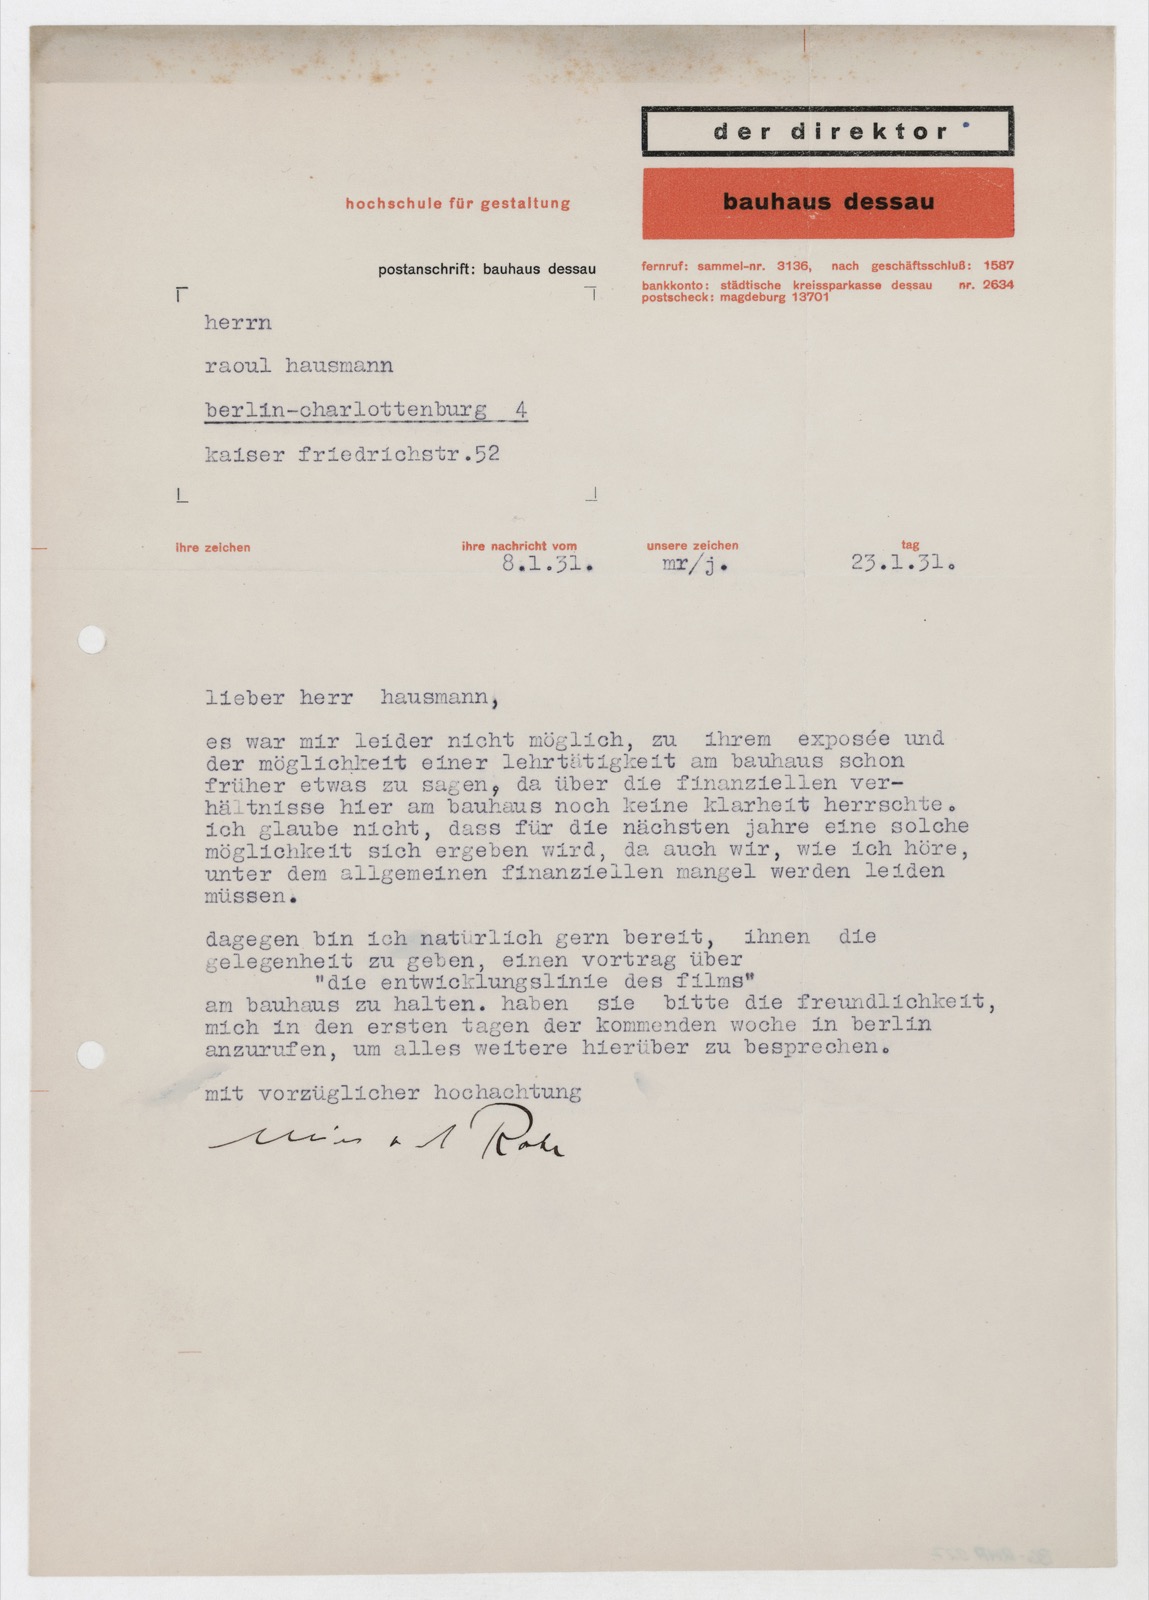 der direktor
bauhaus dessau
hochschule für gestaltung
postanschrift: bauhaus dessau
fernruf: sammel-nr. 3136, nach geschäftsschluß: 1587
bankkonto: städtische kreissparkasse dessau nr. 2634
postscheck: magdeburg 13701
herrn
raoul hausmann
berlin-charlottenburg 4
kaiser friedrichstr.52
ihre zeichen ihre nachricht vom unsere zeichen tag
8.1.31. mr/j. 23.1.31.
lieber herr hausmann,
es war mir leider nicht möglich, zu ihrem exposée und
der möglichkeit einer lehrtätigkeit am bauhaus schon
früher etwas zu sagen, da über die finanziellen ver-
hältnisse hier am bauhaus noch keine klarheit herrschte.
ich glaube nicht, dass für die nächsten jahre eine solche
möglichkeit sich ergeben wird, da auch wir, wie ich höre,
unter dem allgemeinen finanziellen mangel werden leiden
müssen.
dagegen bin ich natürlich gern bereit, ihnen die
gelegenheit zu geben, einen vortrag über
"die entwicklungslinie des films"
am bauhaus zu halten. haben sie bitte die freundlichkeit,
mich in den ersten tagen der kommenden woche in berlin
anzurufen, um alles weitere hierüber zu besprechen.
mit vorzüglicher hochachtung
Mies v d Rohe